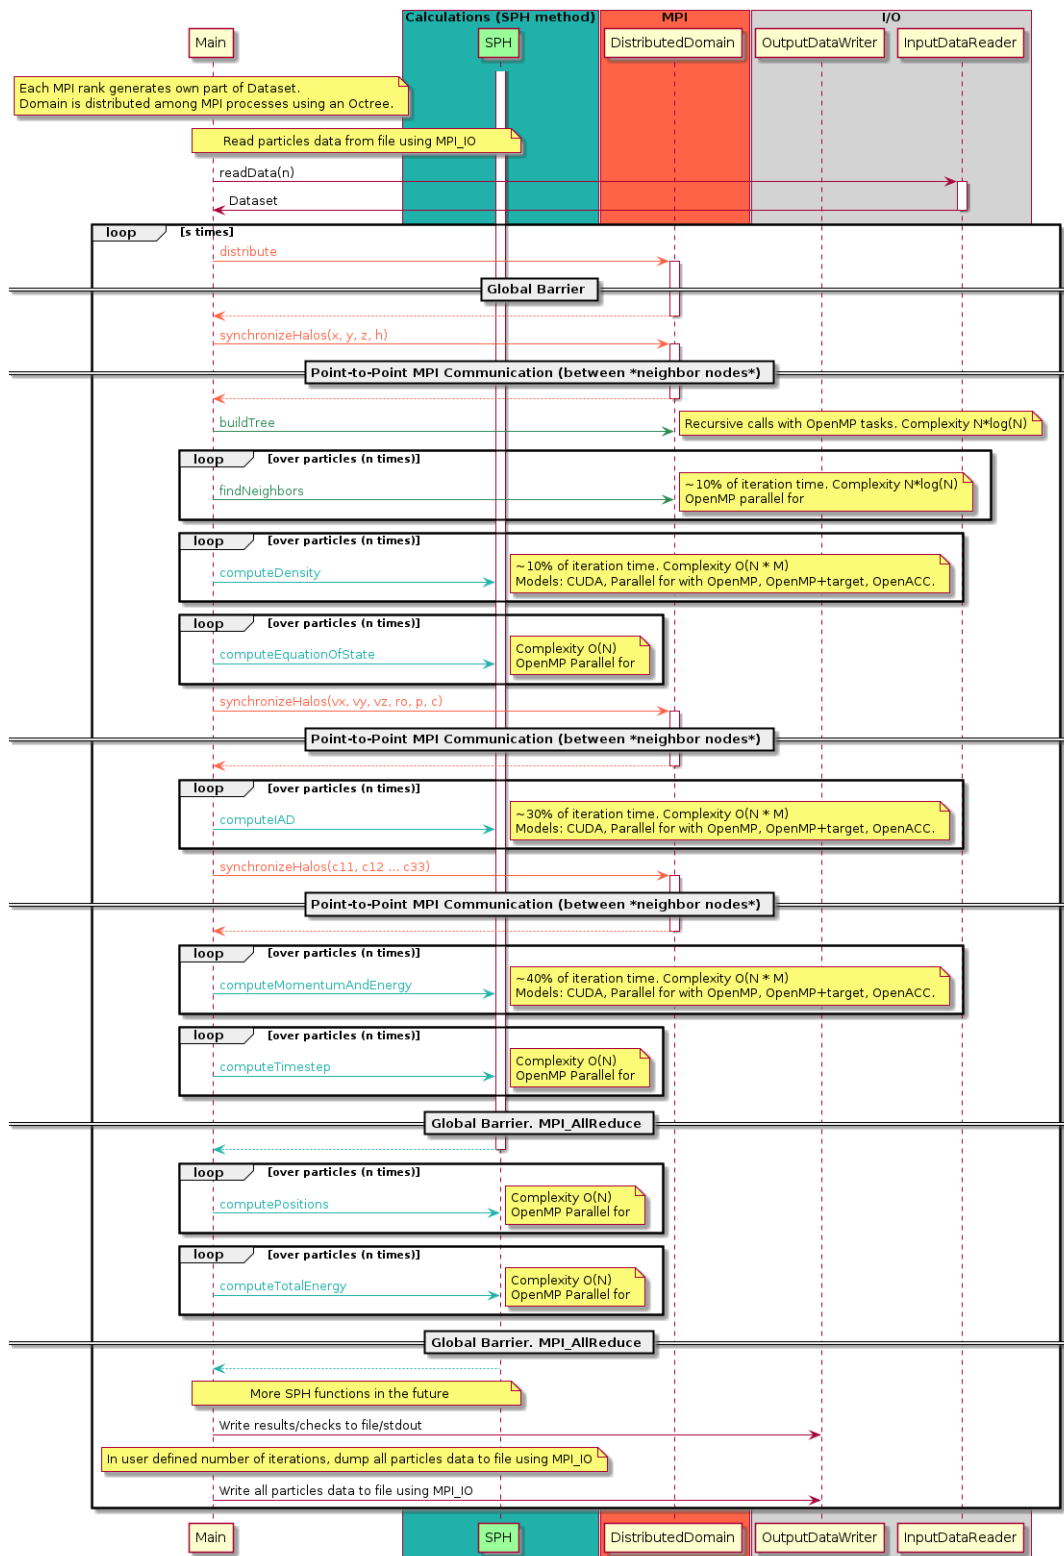 Calculations (SPH method)
MPI
I/O
Main
SPH
DistributedDomain
OutputDataWriter
InputDataReader
Each MPI rank generates own part of Dataset.
Domain is distributed among MPI processes using an Octree.
Read particles data from file using MPI_IO
readData(n)
Dataset
loop
[s times]
distribute
Global Barrier
synchronizeHalos(x, y, z, h)
Point-to-Point MPI Communication (between *neighbor nodes*)
buildTree
Recursive calls with OpenMP tasks. Complexity N*log(N)
loop
[over particles (n times)]
findNeighbors
~10% of iteration time. Complexity N*log(N)
OpenMP parallel for
loop
[over particles (n times)]
computeDensity
~10% of iteration time. Complexity O(N * M)
Models: CUDA, Parallel for with OpenMP, OpenMP+target, OpenACC.
loop
[over particles (n times)]
computeEquationOfState
Complexity O(N)
OpenMP Parallel for
synchronizeHalos(vx, vy, vz, ro, p, c)
Point-to-Point MPI Communication (between *neighbor nodes*)
loop
[over particles (n times)]
computeIAD
~30% of iteration time. Complexity O(N * M)
Models: CUDA, Parallel for with OpenMP, OpenMP+target, OpenACC.
synchronizeHalos(c11, c12 ... c33)
Point-to-Point MPI Communication (between *neighbor nodes*)
loop
[over particles (n times)]
computeMomentumAndEnergy
~40% of iteration time. Complexity O(N * M)
Models: CUDA, Parallel for with OpenMP, OpenMP+target, OpenACC.
loop
[over particles (n times)]
computeTimestep
Complexity O(N)
OpenMP Parallel for
Global Barrier. MPI_AllReduce
loop
[over particles (n times)]
computePositions
Complexity O(N)
OpenMP Parallel for
loop
[over particles (n times)]
computeTotalEnergy
Complexity O(N)
OpenMP Parallel for
Global Barrier. MPI_AllReduce
More SPH functions in the future
Write results/checks to file/stdout
In user defined number of iterations, dump all particles data to file using MPI_IO
Write all particles data to file using MPI_IO
Main
SPH
DistributedDomain
OutputDataWriter
InputDataReader